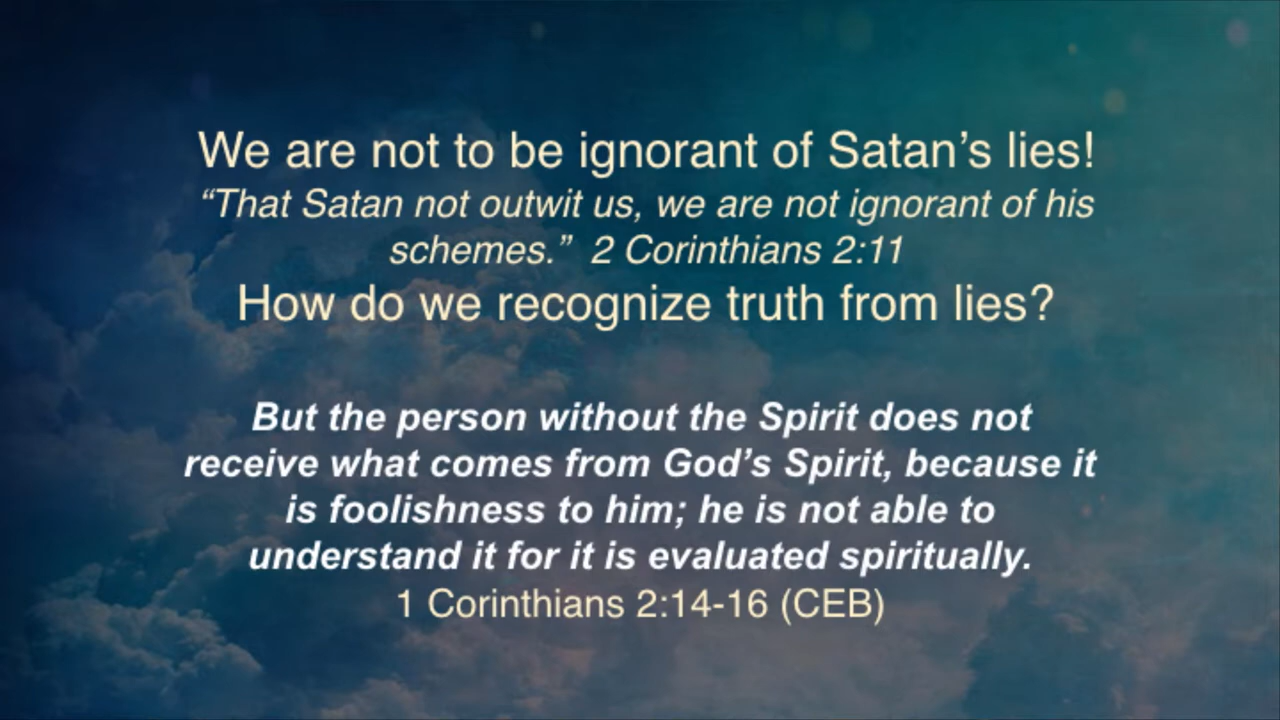 We are not to be ignorant of Satan’s lies!
“That Satan not outwit us, we are not ignorant of his
schemes.”  2 Corinthians 2:11
How do we recognize truth from lies?
But the person without the Spirit does not
receive what comes from God’s Spirit, because it
is foolishness to him; he is not able to
understand it for it is evaluated spiritually.
1 Corinthians 2:14-16 (CEB)